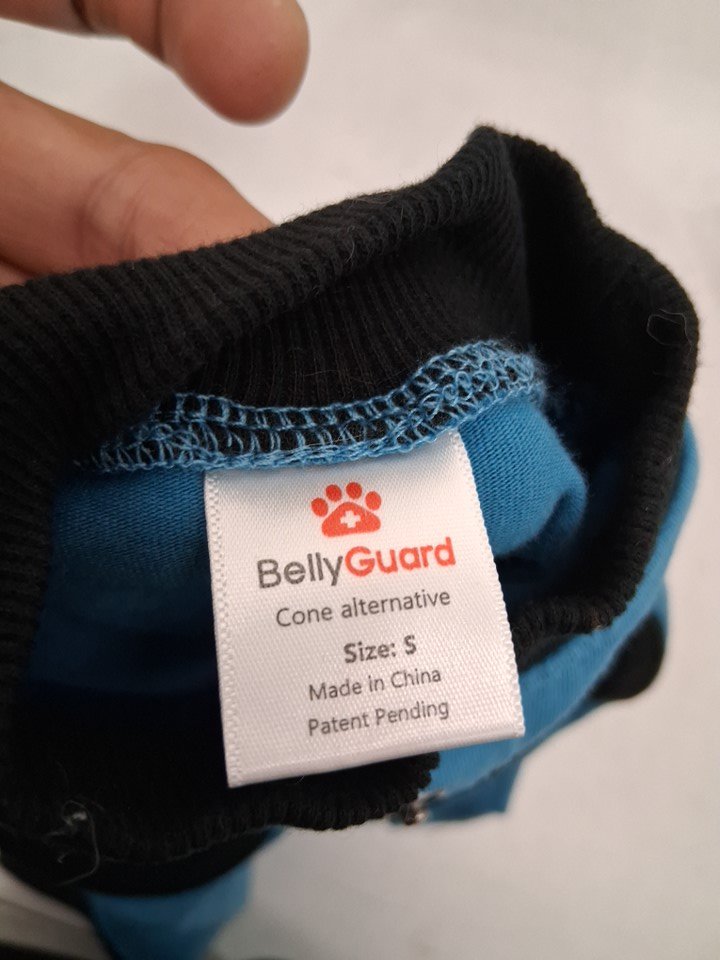 BellyGuard
Cone alternative
Size: S
Made in China
Patent Pending